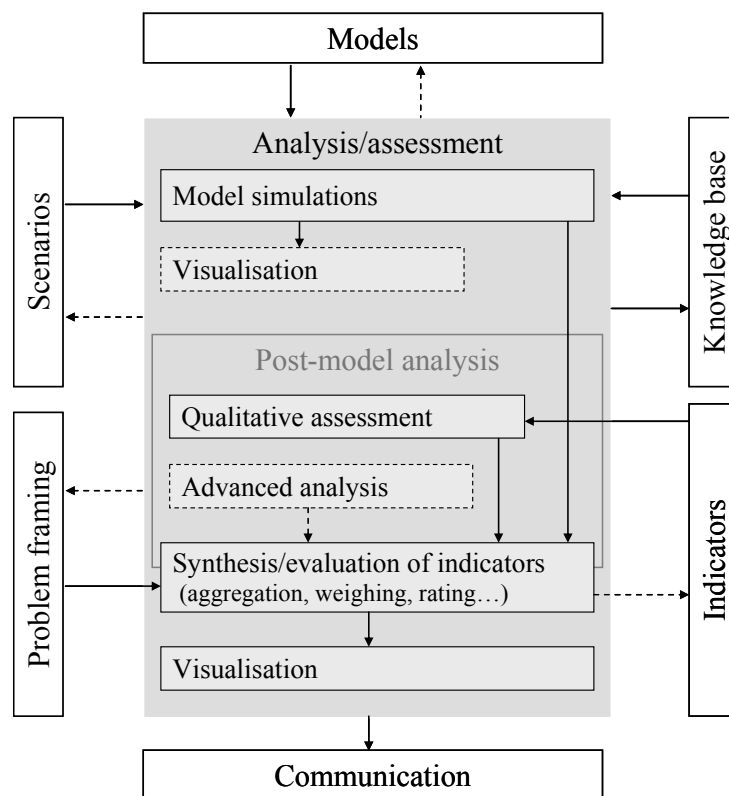 Models
Analysis/assessment
Model simulations
Visualisation
Scenarios
Knowledge base
Post-model analysis
Qualitative assessment
Advanced analysis
Synthesis/evaluation of indicators
(aggregation, weighing, rating…)
Problem framing
Indicators
Visualisation
Communication